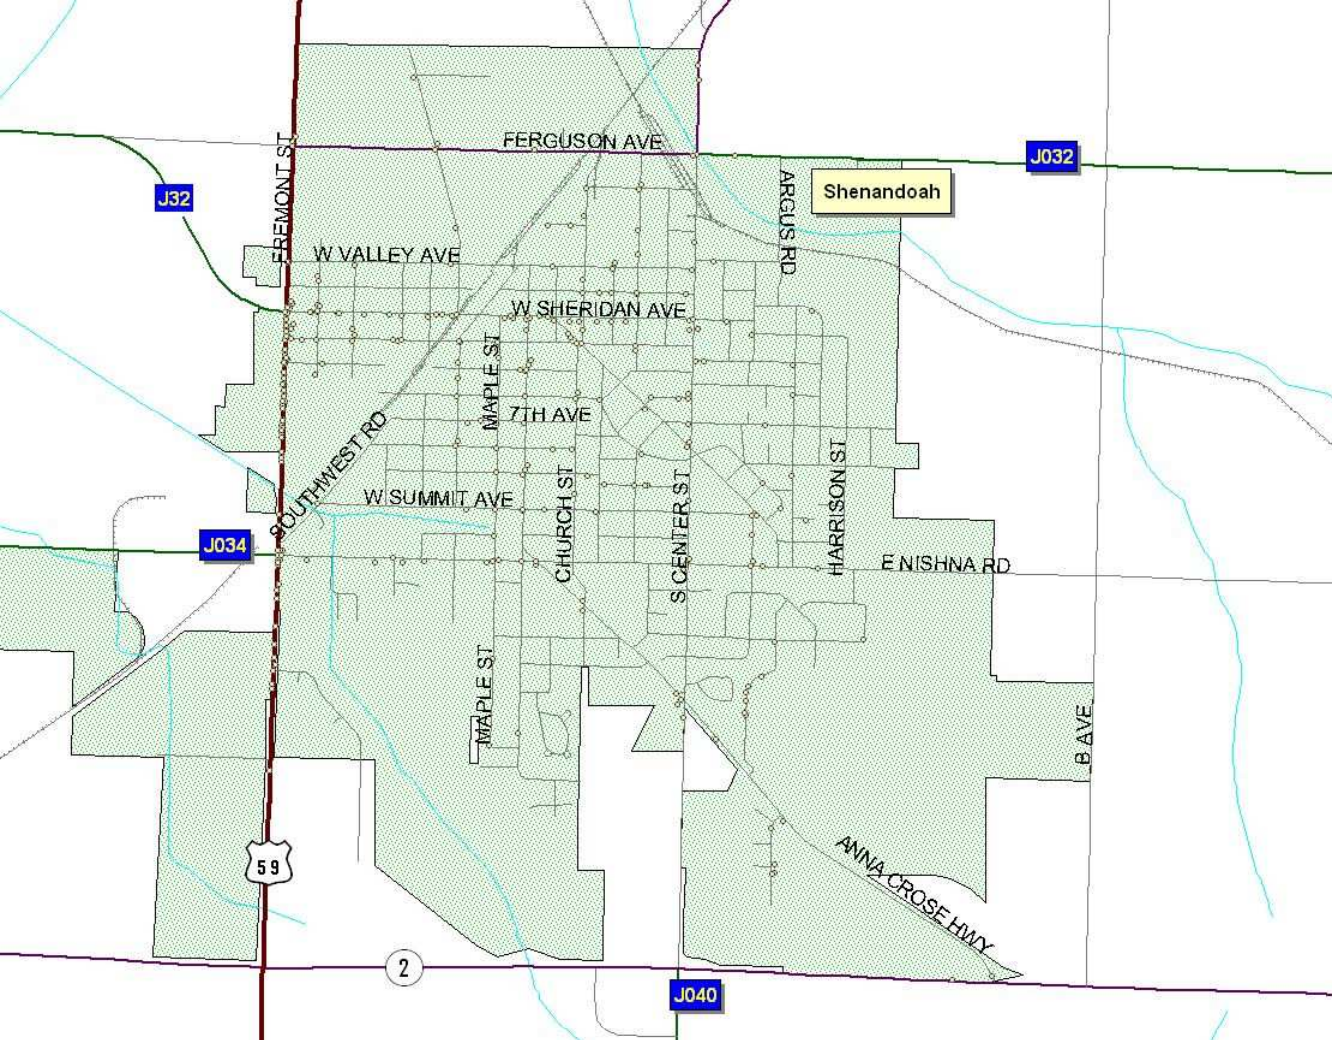 FERGUSON AVE
J032
J32
FREMONT ST
ARGUS RD
Shenandoah
W VALLEY AVE
W SHERIDAN AVE
MAPLE ST
7TH AVE
SOUTHWEST RD
W SUMMIT AVE
CHURCH ST
S CENTER ST
HARRISON ST
J034
E NISHNA RD
MAPLE ST
B AVE
59
ANNA CROSE HWY
2
J040